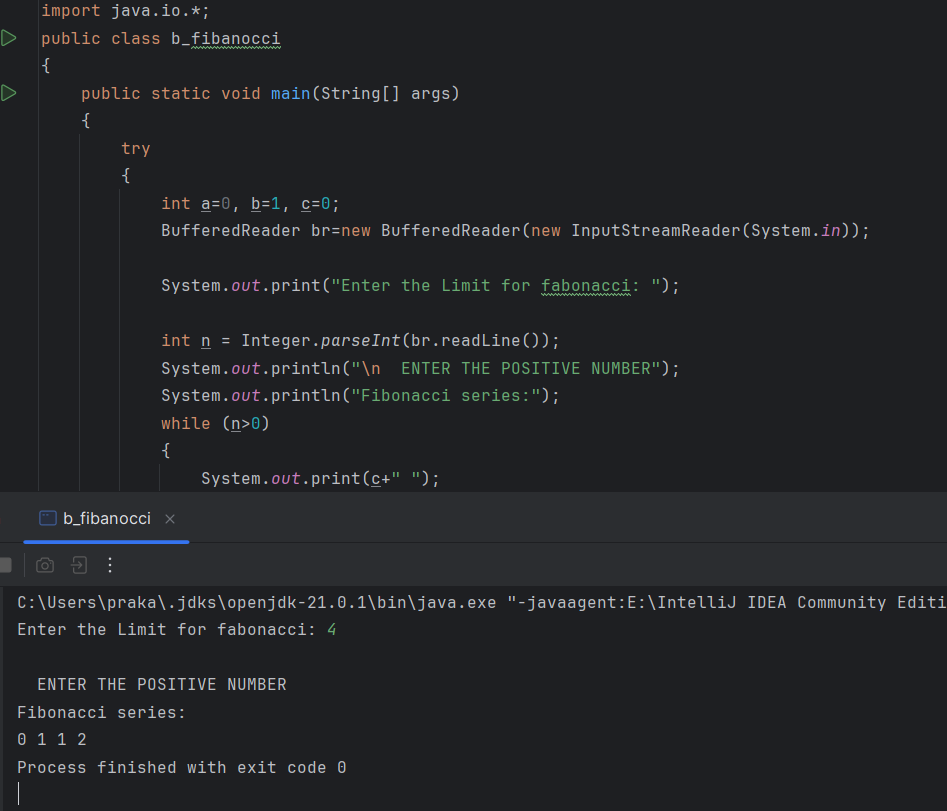 import java.io.*;
public class b_fibanocci
{
    public static void main(String[] args)
    {
        try
        {
            int a=0, b=1, c=0;
            BufferedReader br=new BufferedReader(new InputStreamReader(System.in));
            System.out.print("Enter the Limit for fabonacci: ");
            int n = Integer.parseInt(br.readLine());
            System.out.println("\n  ENTER THE POSITIVE NUMBER");
            System.out.println("Fibonacci series:");
            while (n>0)
            {
                System.out.print(c+" ");
b_fibanocci
C:\Users\praka\.jdks\openjdk-21.0.1\bin\java.exe "-javaagent:E:\IntelliJ IDEA Community Editi
Enter the Limit for fabonacci: 4
  ENTER THE POSITIVE NUMBER
Fibonacci series:
0 1 1 2
Process finished with exit code 0